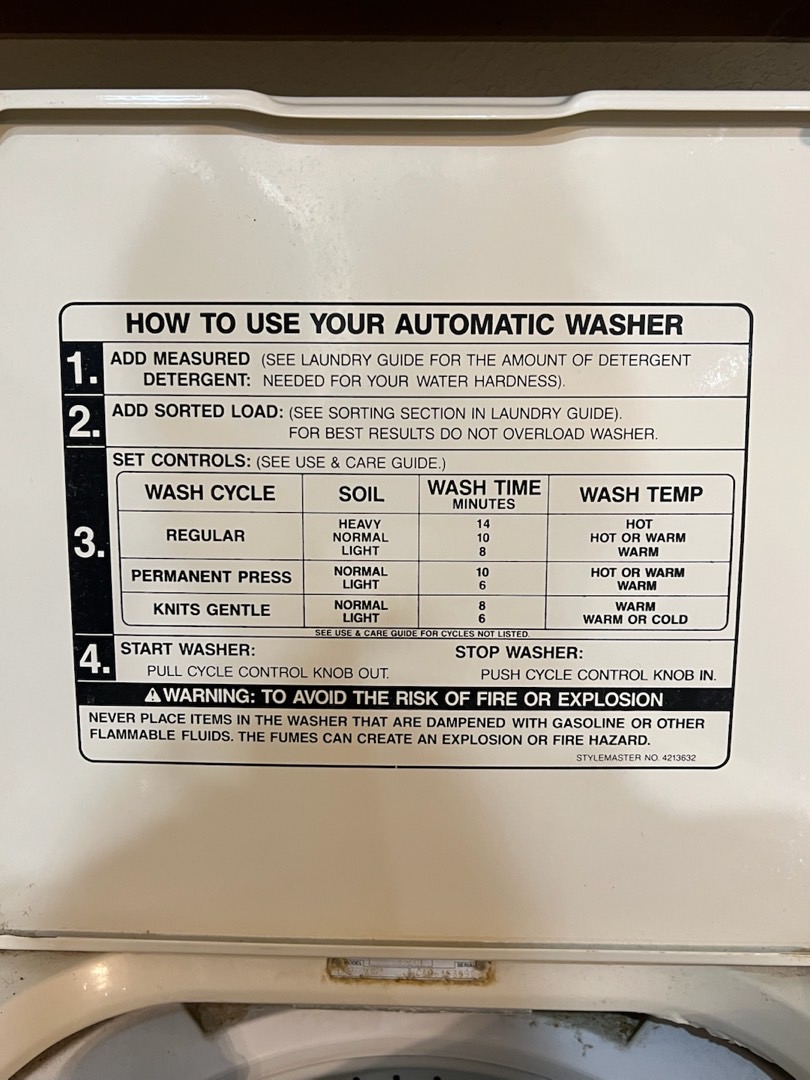 HOW TO USE YOUR AUTOMATIC WASHER
1. ADD MEASURED (SEE LAUNDRY GUIDE FOR THE AMOUNT OF DETERGENT
DETERGENT: NEEDED FOR YOUR WATER HARDNESS).
2. ADD SORTED LOAD: (SEE SORTING SECTION IN LAUNDRY GUIDE).
FOR BEST RESULTS DO NOT OVERLOAD WASHER.
3. SET CONTROLS: (SEE USE & CARE GUIDE.)
WASH CYCLE SOIL WASH TIME MINUTES WASH TEMP
REGULAR HEAVY 14 HOT
NORMAL 10 HOT OR WARM
LIGHT 8 WARM
PERMANENT PRESS NORMAL 10 HOT OR WARM
LIGHT 6 WARM
KNITS GENTLE NORMAL 8 WARM
LIGHT 6 WARM OR COLD
SEE USE & CARE GUIDE FOR CYCLES NOT LISTED.
4. START WASHER: STOP WASHER:
PULL CYCLE CONTROL KNOB OUT. PUSH CYCLE CONTROL KNOB IN.
⚠WARNING: TO AVOID THE RISK OF FIRE OR EXPLOSION
NEVER PLACE ITEMS IN THE WASHER THAT ARE DAMPENED WITH GASOLINE OR OTHER
FLAMMABLE FLUIDS. THE FUMES CAN CREATE AN EXPLOSION OR FIRE HAZARD.
STYLEMASTER NO. 4213632
MODEL SERIAL